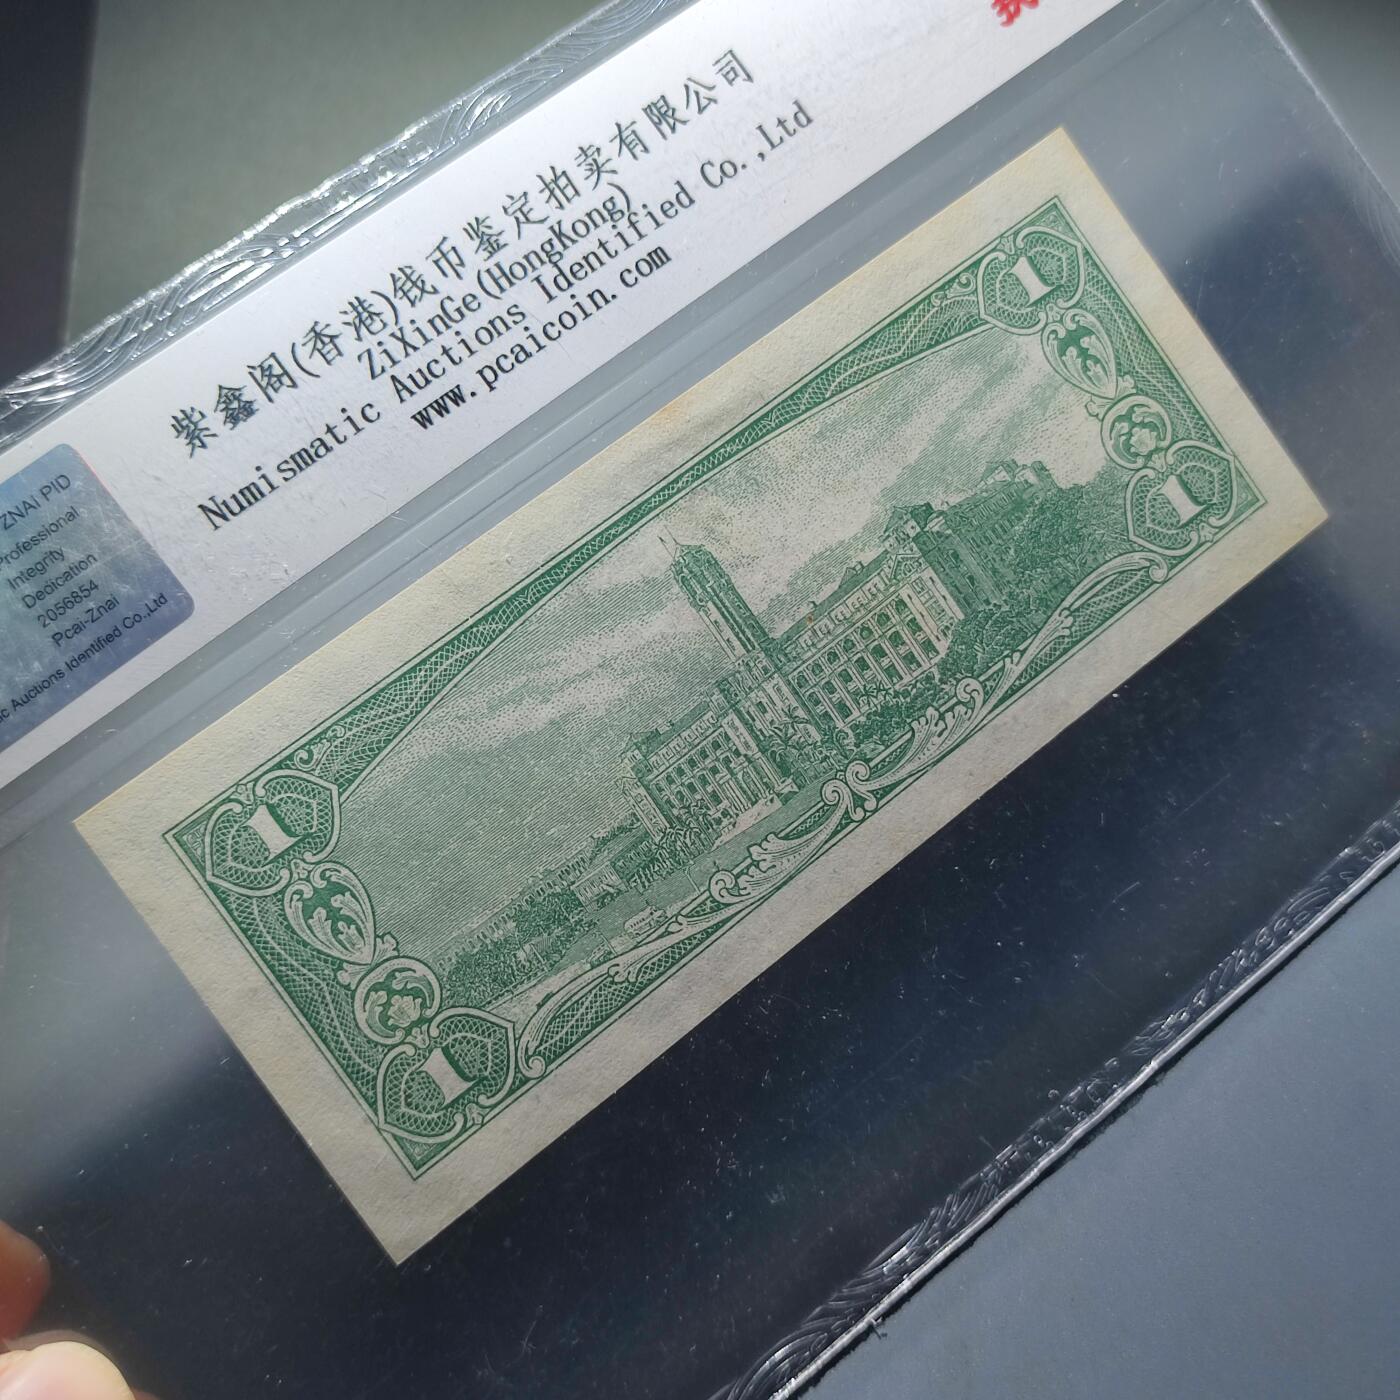 紫鑫阁(香港)钱币鉴定拍卖有限公司
ZiXinGe(HongKong)
Numismatic Auctions Identified Co.,Ltd
www.pcaicoin.com
ZNAI PID
Professional
Integrity
Dedication
2056854
Pcai-Znai
Auctions Identified Co.,Ltd
1
1
1
1